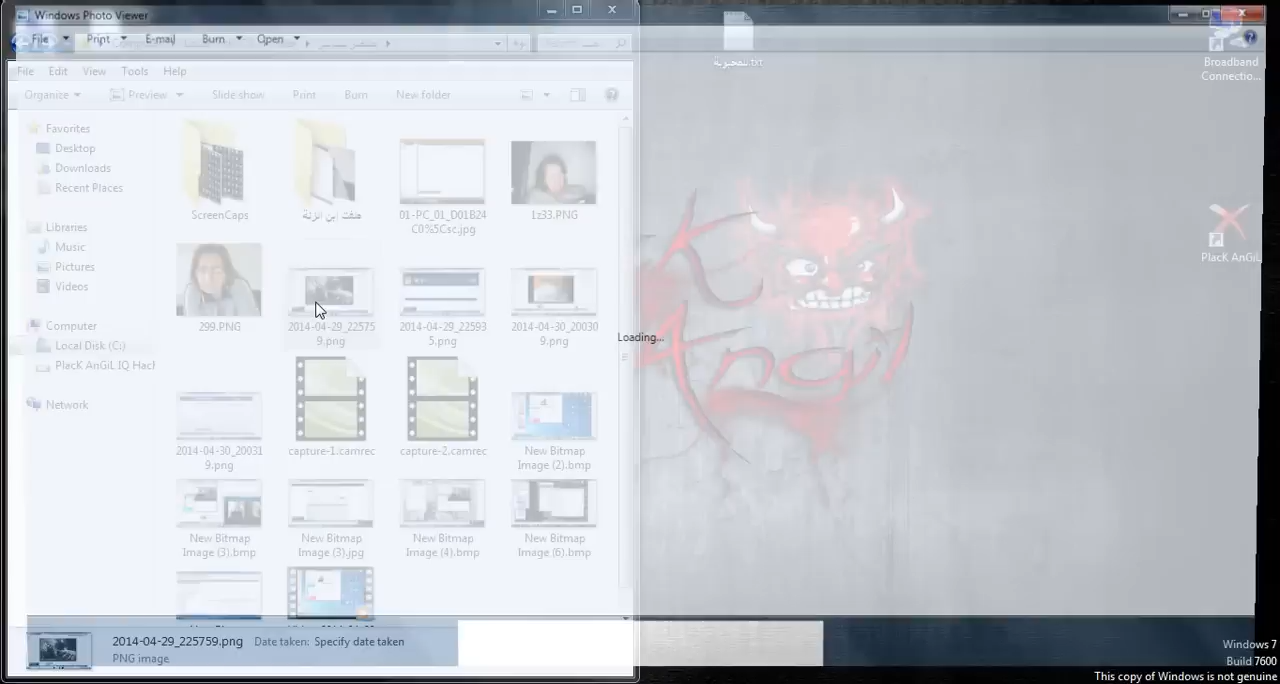 Windows Photo Viewer
File Print E-mail Burn Open
File Edit View Tools Help
Organize Preview Slide show Print Burn New folder
Favorites
Desktop
Downloads
Recent Places
Libraries
Music
Pictures
Videos
Computer
Local Disk (C:)
PlacK AnGiL IQ Hacl
Network
ScreenCaps
01-PC_01_D01B24
C0%5Csc.jpg
1z33.PNG
299.PNG
2014-04-29_22575
9.png
2014-04-29_22593
5.png
2014-04-30_20030
9.png
2014-04-30_20031
9.png
capture-1.camrec
capture-2.camrec
New Bitmap
Image (2).bmp
New Bitmap
Image (3).bmp
New Bitmap
Image (3).jpg
New Bitmap
Image (4).bmp
New Bitmap
Image (6).bmp
2014-04-29_225759.png Date taken: Specify date taken
PNG image
Loading...
Broadband
Connectio...
PlacK AnGiL
K
Angil
Windows 7
Build 7600
This copy of Windows is not genuine